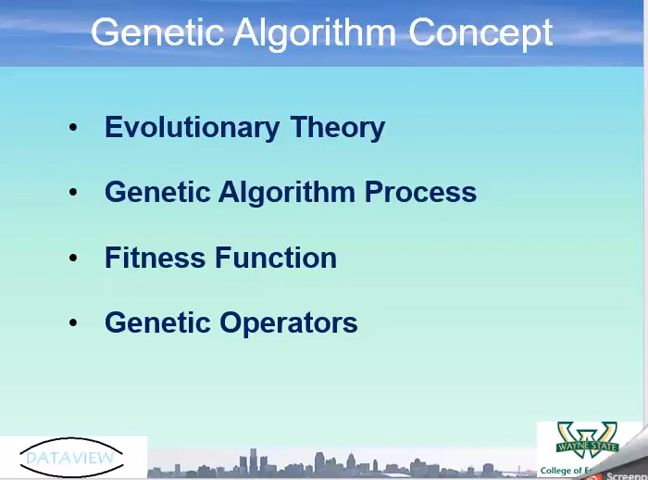 Genetic Algorithm Concept
• Evolutionary Theory
• Genetic Algorithm Process
• Fitness Function
• Genetic Operators
DATAVIEW
WAYNE STATE
College of